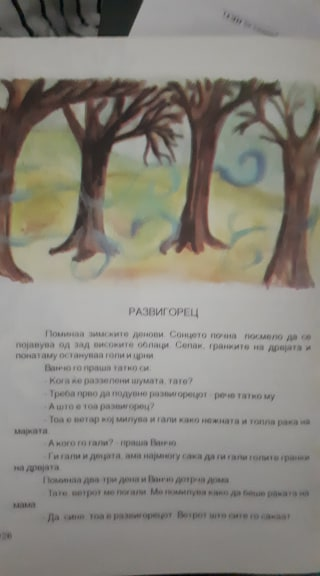 РАЗВИГОРЕЦ
Поминаа зимските денови. Сонцето почна посмело да се
појавува од зад високите облаци. Сепак, гранките на дрвјата и
понатаму остануваа голи и црни.
Ванчо го праша татко си:
- Кога ќе раззелени шумата, тате?
- Треба прво да подувне развигорецот - рече татко му.
- А што е тоа развигорец?
- Тоа е ветар кој милува и гали како нежната и топла рака на
мајката.
- А кого го гали? - праша Ванчо.
- Ги гали и децата, ама најмногу сака да ги гали голите гранки
на дрвјата.
Поминаа два-три дена и Ванчо дотрча дома.
- Тате, ветрот ме погали. Ме помилува како да беше раката на
мама.
- Да, сине, тоа е развигорецот. Ветрот што сите го сакаат.